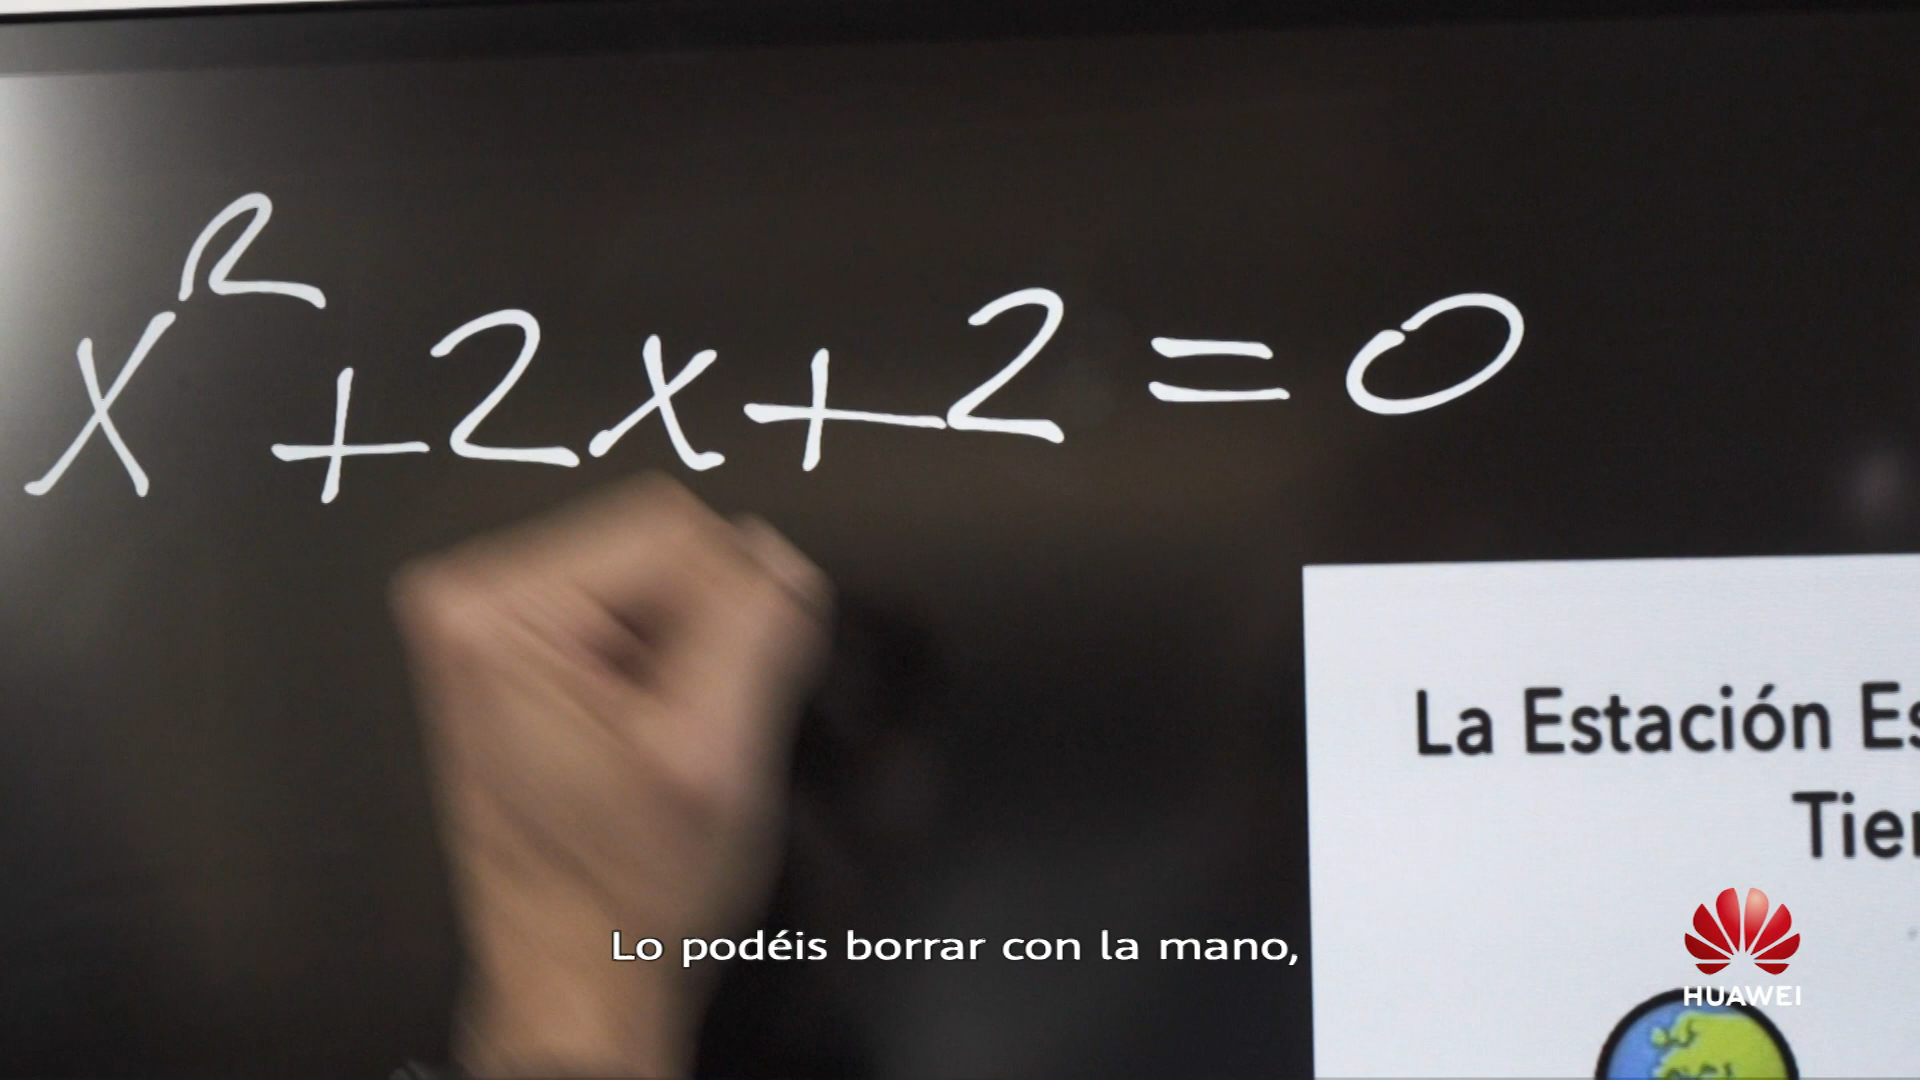 x² + 2x + 2 = 0
La Estación Es
Tier
Lo podéis borrar con la mano,
HUAWEI